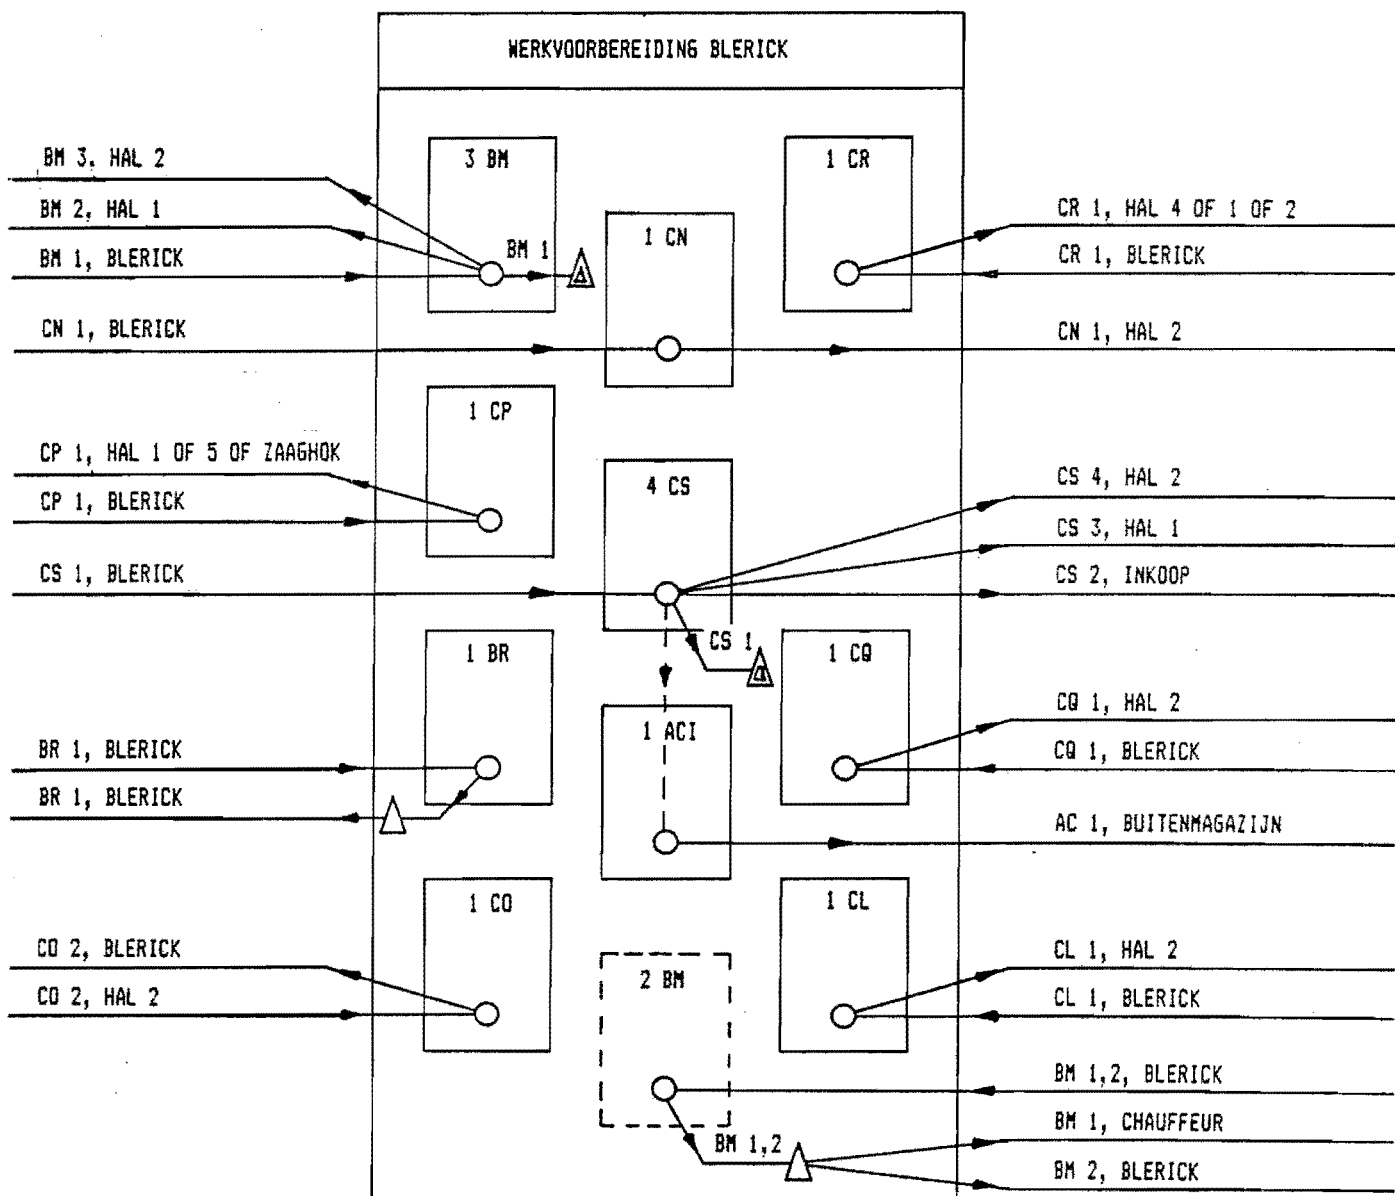 WERKVOORBEREIDING BLERICK
3 BM
1 CR
BM 3, HAL 2
BM 2, HAL 1
BM 1, BLERICK
BM 1
1 CN
CR 1, HAL 4 OF 1 OF 2
CR 1, BLERICK
CN 1, BLERICK
CN 1, HAL 2
1 CP
CP 1, HAL 1 OF 5 OF ZAAGHOK
CP 1, BLERICK
4 CS
CS 4, HAL 2
CS 3, HAL 1
CS 1, BLERICK
CS 2, INKOOP
CS 1
1 BR
1 CQ
1 ACI
CQ 1, HAL 2
BR 1, BLERICK
CQ 1, BLERICK
BR 1, BLERICK
AC 1, BUITENMAGAZIJN
1 CO
1 CL
CO 2, BLERICK
CO 2, HAL 2
2 BM
CL 1, HAL 2
CL 1, BLERICK
BM 1,2, BLERICK
BM 1,2
BM 1, CHAUFFEUR
BM 2, BLERICK